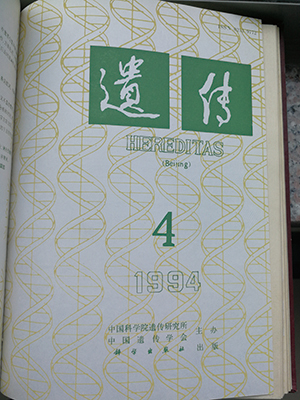 遗传
HEREDITAS
(Beijing)
4
1994
中国科学院遗传研究所
中国遗传学会
主办
科学出版社 出版